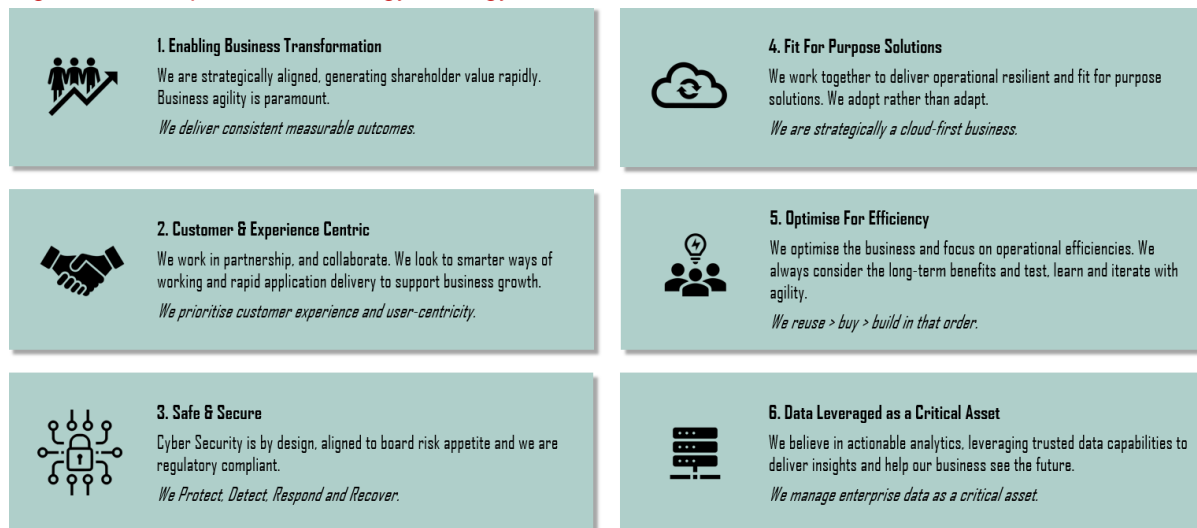 1. Enabling Business Transformation
We are strategically aligned, generating shareholder value rapidly.
Business agility is paramount.
We deliver consistent measurable outcomes.
2. Customer & Experience Centric
We work in partnership, and collaborate. We look to smarter ways of
working and rapid application delivery to support business growth.
We prioritise customer experience and user-centricity.
3. Safe & Secure
Cyber Security is by design, aligned to board risk appetite and we are
regulatory compliant.
We Protect, Detect, Respond and Recover.
4. Fit For Purpose Solutions
We work together to deliver operational resilient and fit for purpose
solutions. We adopt rather than adapt.
We are strategically a cloud-first business.
5. Optimise For Efficiency
We optimise the business and focus on operational efficiencies. We
always consider the long-term benefits and test, learn and iterate with
agility.
We reuse > buy > build in that order.
6. Data Leveraged as a Critical Asset
We believe in actionable analytics, leveraging trusted data capabilities to
deliver insights and help our business see the future.
We manage enterprise data as a critical asset.